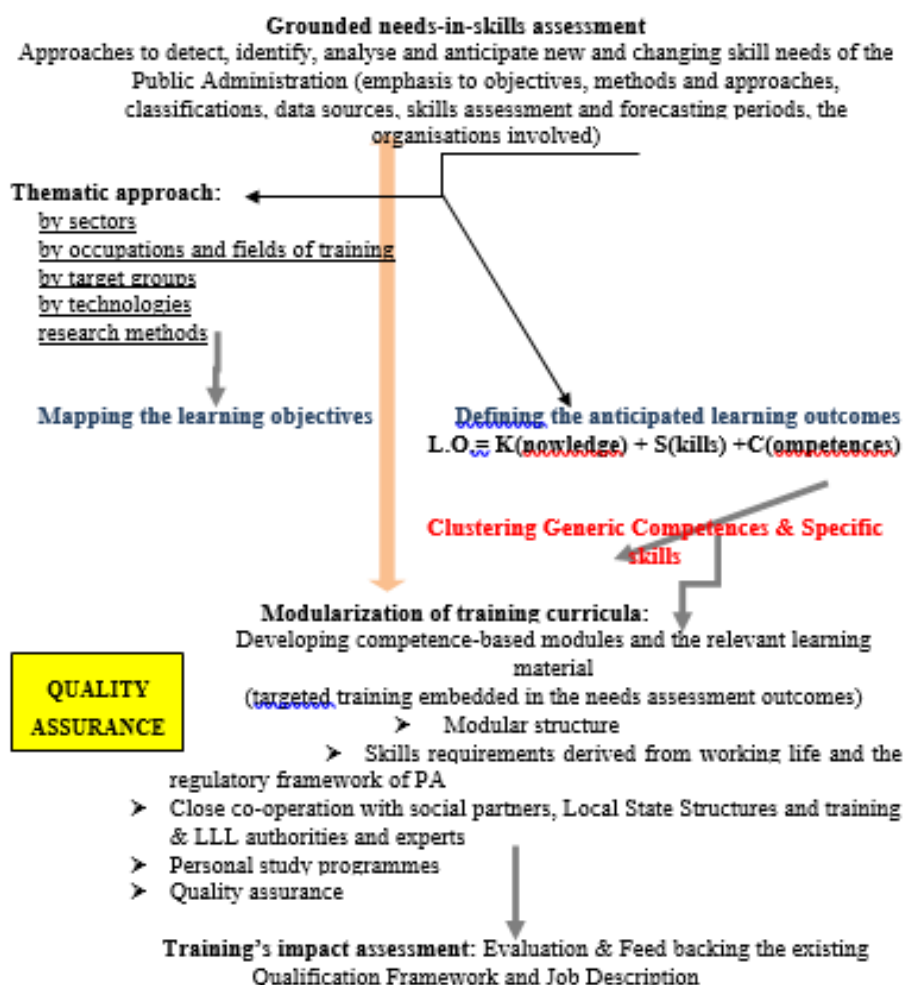 Grounded needs-in-skills assessment
Approaches to detect, identify, analyse and anticipate new and changing skill needs of the
Public Administration (emphasis to objectives, methods and approaches,
classifications, data sources, skills assessment and forecasting periods, the
organisations involved)
Thematic approach:
by sectors
by occupations and fields of training
by target groups
by technologies
research methods
Mapping the learning objectives
Defining the anticipated learning outcomes
L.O.= K(nowledge) + S(kills) +C(ompetences)
Clustering Generic Competences & Specific
skills
Modularization of training curricula:
Developing competence-based modules and the relevant learning
material
(targeted training embedded in the needs assessment outcomes)
QUALITY
ASSURANCE
➤ Modular structure
➤ Skills requirements derived from working life and the
regulatory framework of PA
➤ Close co-operation with social partners, Local State Structures and training
& LLL authorities and experts
➤ Personal study programmes
➤ Quality assurance
Training's impact assessment: Evaluation & Feed backing the existing
Qualification Framework and Job Description